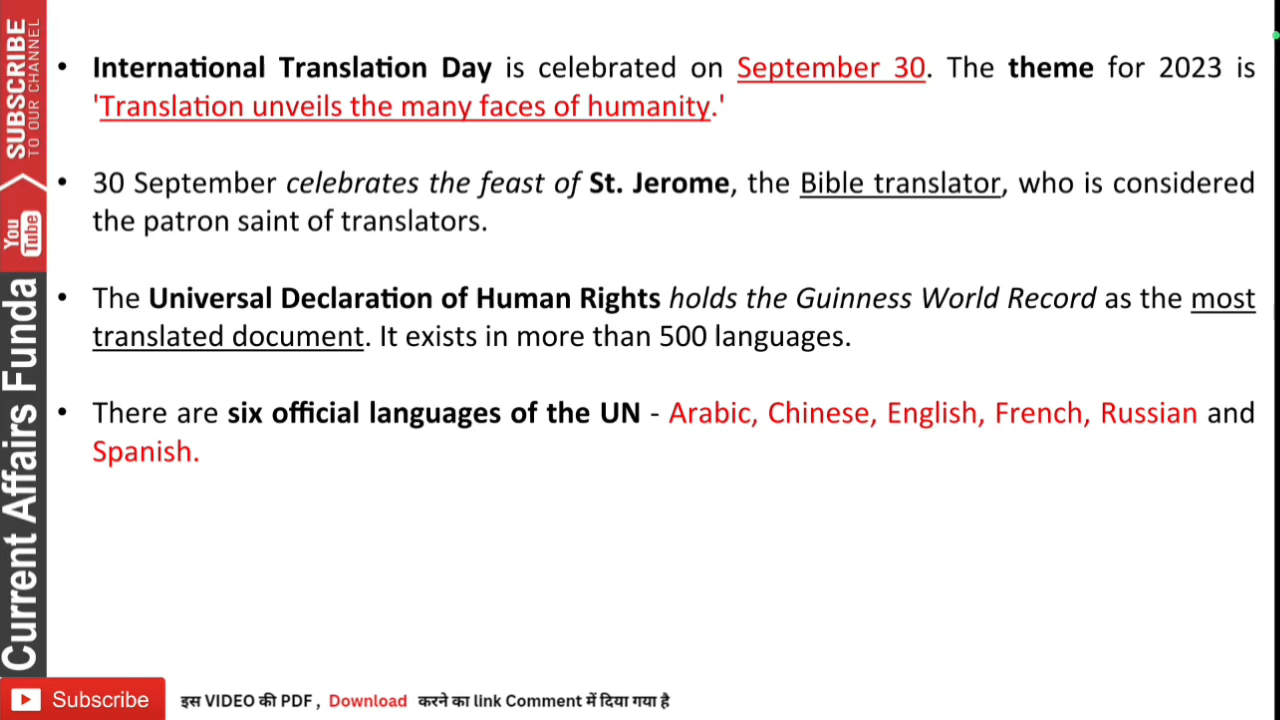 SUBSCRIBE
TO OUR CHANNEL
You
Tube
Current Affairs Funda
• International Translation Day is celebrated on September 30. The theme for 2023 is
'Translation unveils the many faces of humanity.'
• 30 September celebrates the feast of St. Jerome, the Bible translator, who is considered
the patron saint of translators.
• The Universal Declaration of Human Rights holds the Guinness World Record as the most
translated document. It exists in more than 500 languages.
• There are six official languages of the UN - Arabic, Chinese, English, French, Russian and
Spanish.
Subscribe
इस VIDEO की PDF , Download करने का link Comment में दिया गया है